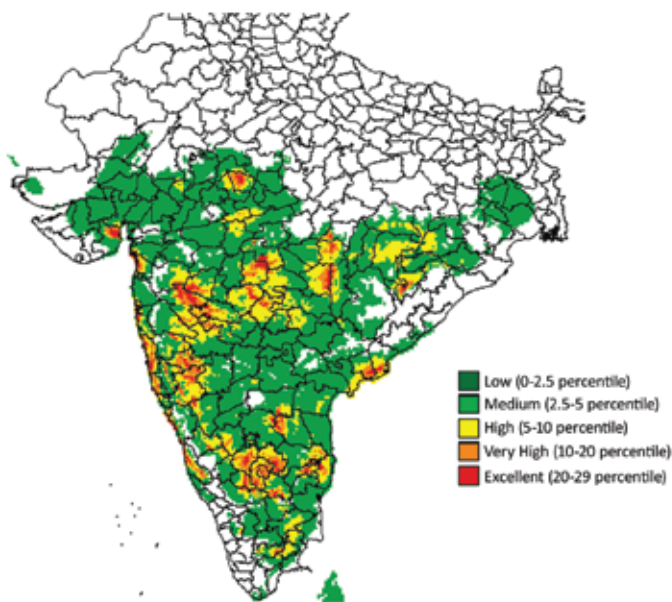 Low (0-2.5 percentile)
Medium (2.5-5 percentile)
High (5-10 percentile)
Very High (10-20 percentile)
Excellent (20-29 percentile)